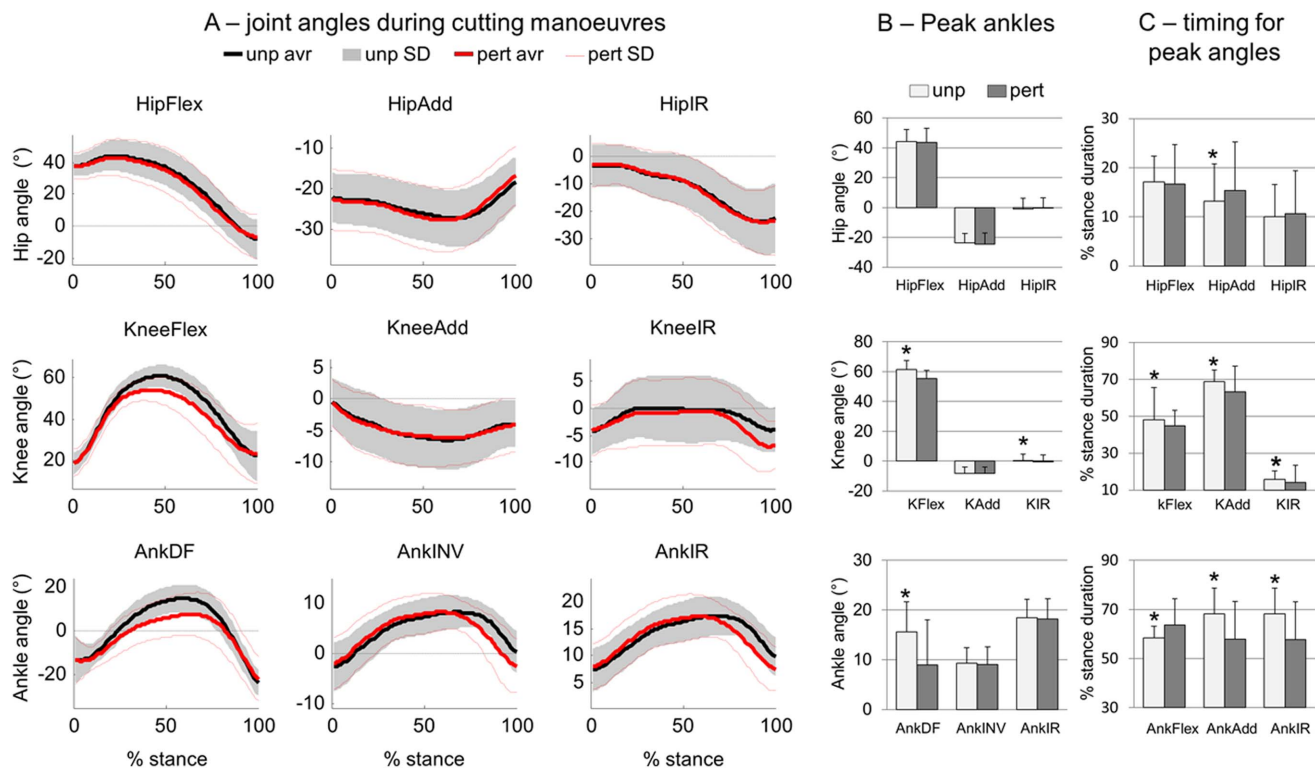 A – joint angles during cutting manoeuvres
unp avr unp SD pert avr pert SD
B – Peak ankles
unp pert
C – timing for
peak angles
HipFlex HipAdd HipIR
Hip angle (°)
40
20
0
-20
0 50 100
-10
-20
-30
0 50 100
0
-10
-20
-30
0 50 100
Hip angle (°)
60
40
20
0
-20
-40
HipFlex HipAdd HipIR
% stance duration
30
20
10
0
*
HipFlex HipAdd HipIR
KneeFlex KneeAdd KneeIR
Knee angle (°)
60
40
20
0 50 100
5
0
-5
-10
0 50 100
5
0
-5
-10
0 50 100
Knee angle (°)
80
60
40
20
0
-20
* *
KFlex KAdd KIR
% stance duration
90
70
50
30
10
* * *
kFlex KAdd KIR
AnkDF AnkINV AnkIR
Ankle angle (°)
20
0
-20
0 50 100
% stance
10
0
-10
0 50 100
% stance
20
15
10
5
0 50 100
% stance
Ankle angle (°)
30
20
10
0
*
AnkDF AnkINV AnkIR
% stance duration
90
70
50
30
* * *
AnkFlex AnkAdd AnkIR